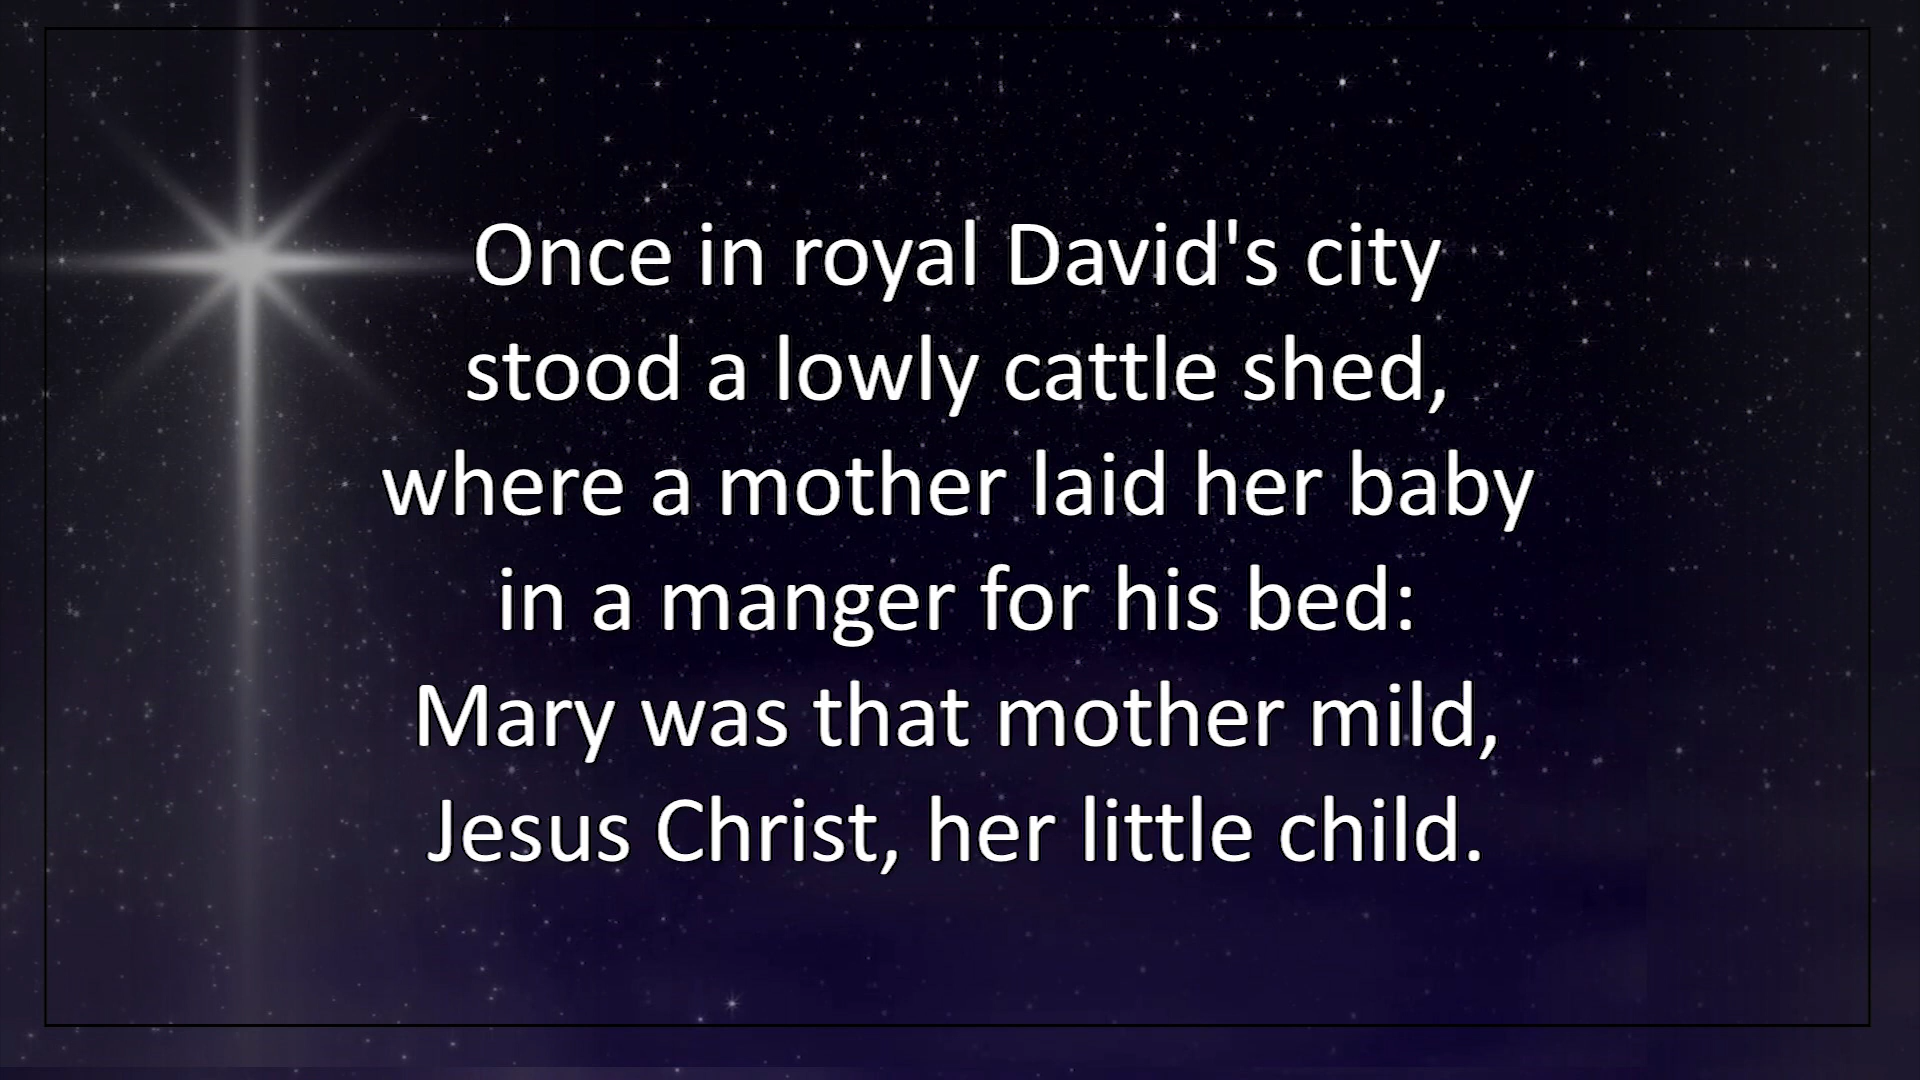 Once in royal David's city
stood a lowly cattle shed,
where a mother laid her baby
in a manger for his bed:
Mary was that mother mild,
Jesus Christ, her little child.